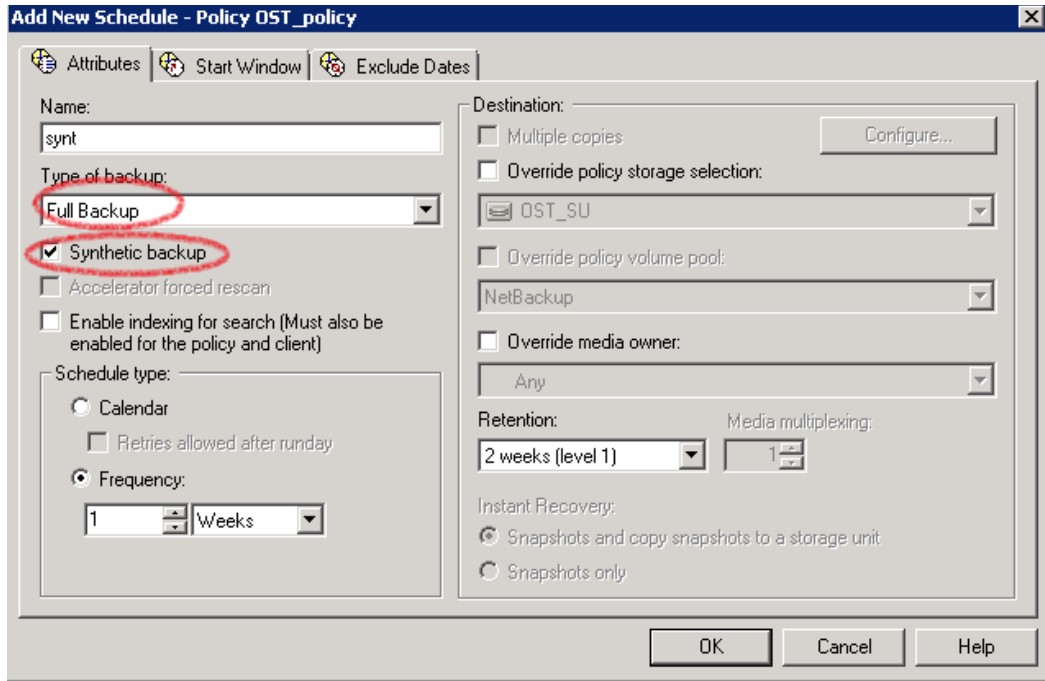 Add New Schedule - Policy OST_policy
Attributes
Start Window
Exclude Dates
Name:
synt
Type of backup:
Full Backup
Synthetic backup
Accelerator forced rescan
Enable indexing for search (Must also be
enabled for the policy and client)
Schedule type:
Calendar
Retries allowed after runday
Frequency:
1
Weeks
Destination:
Multiple copies
Configure...
Override policy storage selection:
OST_SU
Override policy volume pool:
NetBackup
Override media owner:
Any
Retention:
Media multiplexing:
2 weeks (level 1)
1
Instant Recovery:
Snapshots and copy snapshots to a storage unit
Snapshots only
OK
Cancel
Help